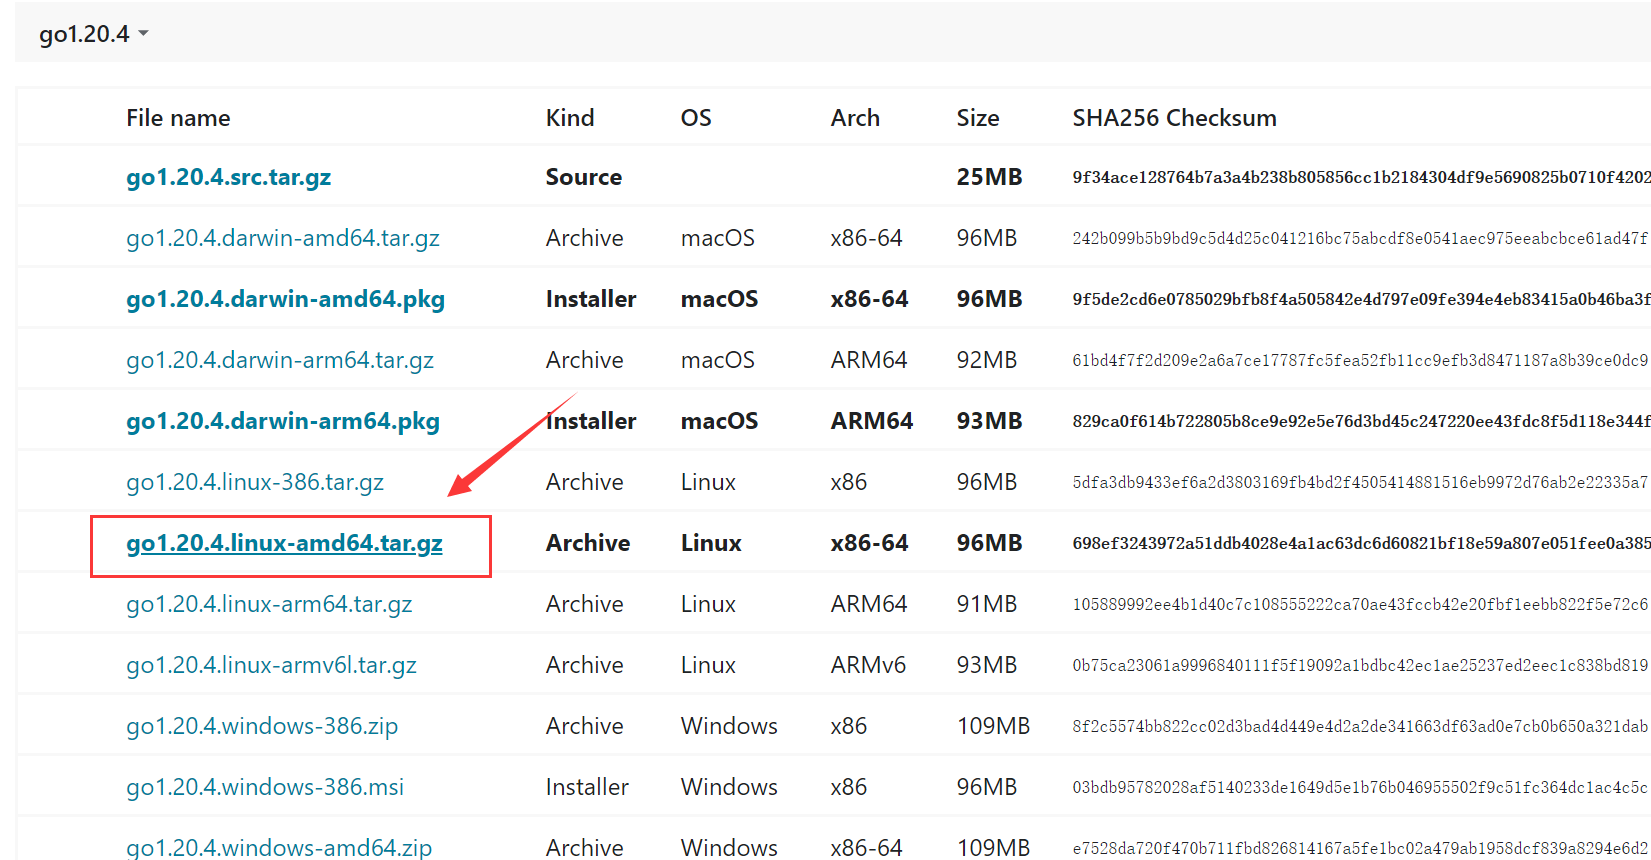 go1.20.4
File name Kind OS Arch Size SHA256 Checksum
go1.20.4.src.tar.gz Source 25MB 9f34ace128764b7a3a4b238b805856cc1b2184304df9e5690825b0710f4202
go1.20.4.darwin-amd64.tar.gz Archive macOS x86-64 96MB 242b099b5b9bd9c5d4d25c041216bc75abcdf8e0541aec975eeabcbce61ad47f
go1.20.4.darwin-amd64.pkg Installer macOS x86-64 96MB 9f5de2cd6e0785029bfb8f4a505842e4d797e09fe394e4eb83415a0b46ba3f
go1.20.4.darwin-arm64.tar.gz Archive macOS ARM64 92MB 61bd4f7f2d209e2a6a7ce17787fc5fea52fb11cc9efb3d8471187a8b39ce0dc9
go1.20.4.darwin-arm64.pkg Installer macOS ARM64 93MB 829ca0f614b722805b8ce9e92e5e76d3bd45c247220ee43fdc8f5d118e344f
go1.20.4.linux-386.tar.gz Archive Linux x86 96MB 5dfa3db9433ef6a2d3803169fb4bd2f4505414881516eb9972d76ab2e22335a7
go1.20.4.linux-amd64.tar.gz Archive Linux x86-64 96MB 698ef3243972a51ddb4028e4a1ac63dc6d60821bf18e59a807e051fee0a385
go1.20.4.linux-arm64.tar.gz Archive Linux ARM64 91MB 105889992ee4b1d40c7c108555222ca70ae43fccb42e20fbf1eebb822f5e72c6
go1.20.4.linux-armv6l.tar.gz Archive Linux ARMv6 93MB 0b75ca23061a9996840111f5f19092a1bdbc42ec1ae25237ed2eec1c838bd819
go1.20.4.windows-386.zip Archive Windows x86 109MB 8f2c5574bb822cc02d3bad4d449e4d2a2de341663df63ad0e7cb0b650a321dab
go1.20.4.windows-386.msi Installer Windows x86 96MB 03bdb95782028af5140233de1649d5e1b76b046955502f9c51fc364dc1ac4c5c
go1.20.4.windows-amd64.zip Archive Windows x86-64 109MB e7528da720f470b711fbd826814167a5fe1bc02a479ab1958dcf839a8294e6d2